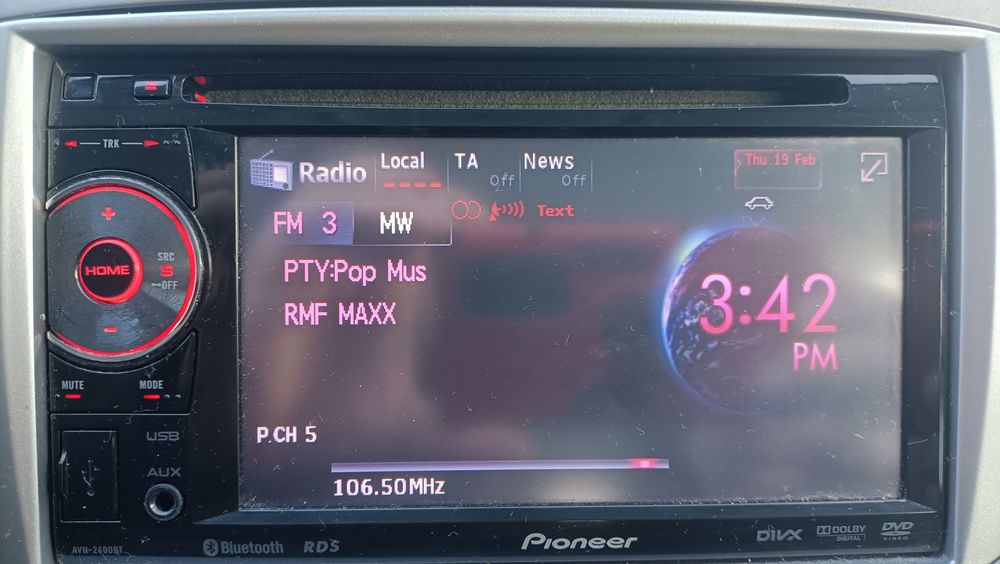 TRK
Radio Local TA Off News Off Thu 19 Feb
FM 3 MW Text
HOME
SRC
S
OFF
PTY:Pop Mus
RMF MAXX
3:42
PM
MUTE MODE
P.CH 5
USB
AUX
106.50MHz
AVH-2400BT Bluetooth RDS Pioneer DIVX DOLBY DIGITAL DVD VIDEO